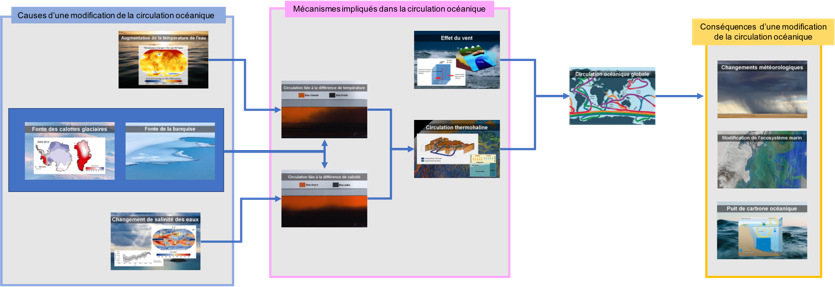 Causes d'une modification de la circulation océanique
Augmentation de la température de l'eau
Fonte des calottes glaciaires
Fonte de la banquise
Changement de salinité des eaux
Mécanismes impliqués dans la circulation océanique
Circulation liée à la différence de température
Circulation liée à la différence de salinité
Effet du vent
Circulation thermohaline
Circulation océanique globale
Conséquences d'une modification
de la circulation océanique
Changements météorologiques
Modification de l'écosystème marin
Puit de carbone océanique